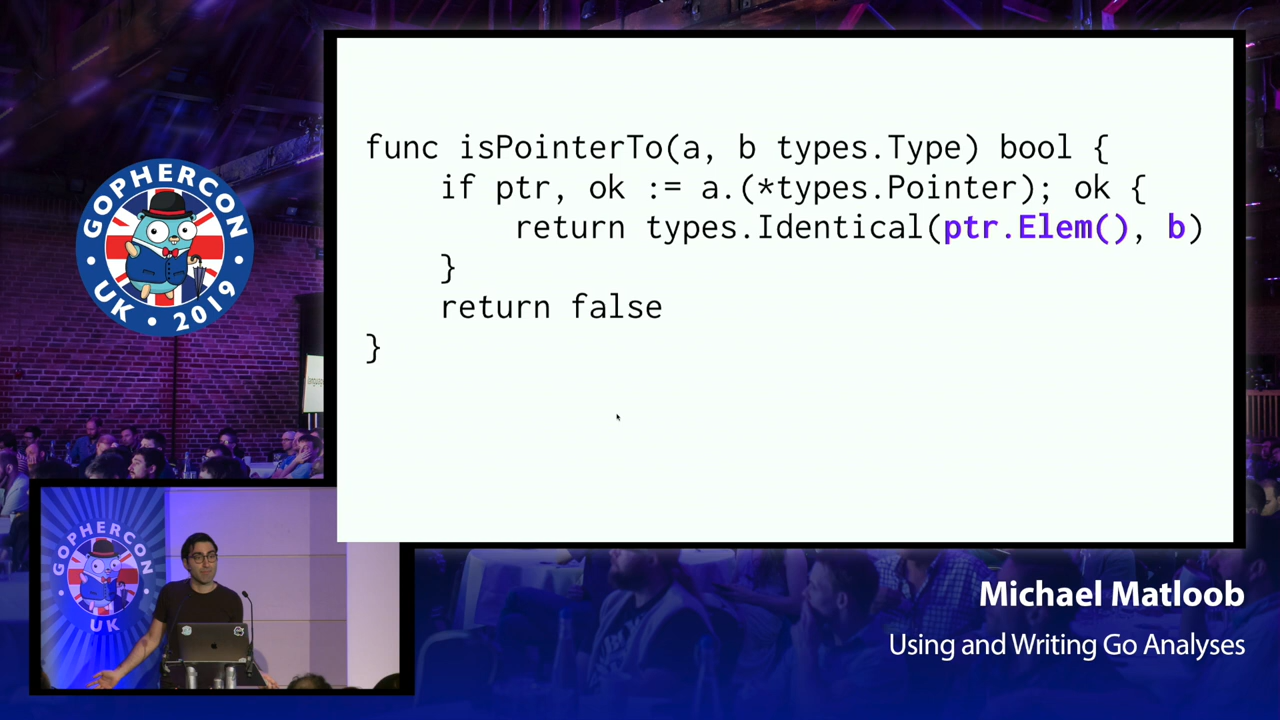 GOPHERCON
UK • 2019
func isPointerTo(a, b types.Type) bool {
if ptr, ok := a.(*types.Pointer); ok {
return types.Identical(ptr.Elem(), b)
}
return false
}
GOPHERCON
UK
Michael Matloob
Using and Writing Go Analyses